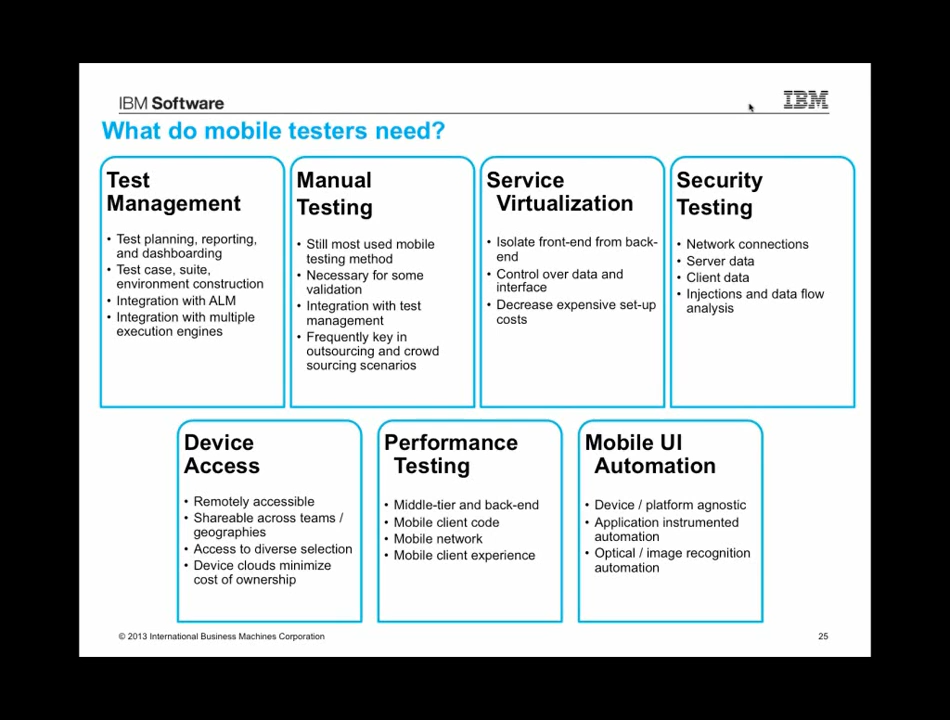 IBM Software
IBM
What do mobile testers need?
Test
Management
• Test planning, reporting,
and dashboarding
• Test case, suite,
environment construction
• Integration with ALM
• Integration with multiple
execution engines
Manual
Testing
• Still most used mobile
testing method
• Necessary for some
validation
• Integration with test
management
• Frequently key in
outsourcing and crowd
sourcing scenarios
Service
Virtualization
• Isolate front-end from back-
end
• Control over data and
interface
• Decrease expensive set-up
costs
Security
Testing
• Network connections
• Server data
• Client data
• Injections and data flow
analysis
Device
Access
• Remotely accessible
• Shareable across teams /
geographies
• Access to diverse selection
• Device clouds minimize
cost of ownership
Performance
Testing
• Middle-tier and back-end
• Mobile client code
• Mobile network
• Mobile client experience
Mobile UI
Automation
• Device / platform agnostic
• Application instrumented
automation
• Optical / image recognition
automation
© 2013 International Business Machines Corporation
25